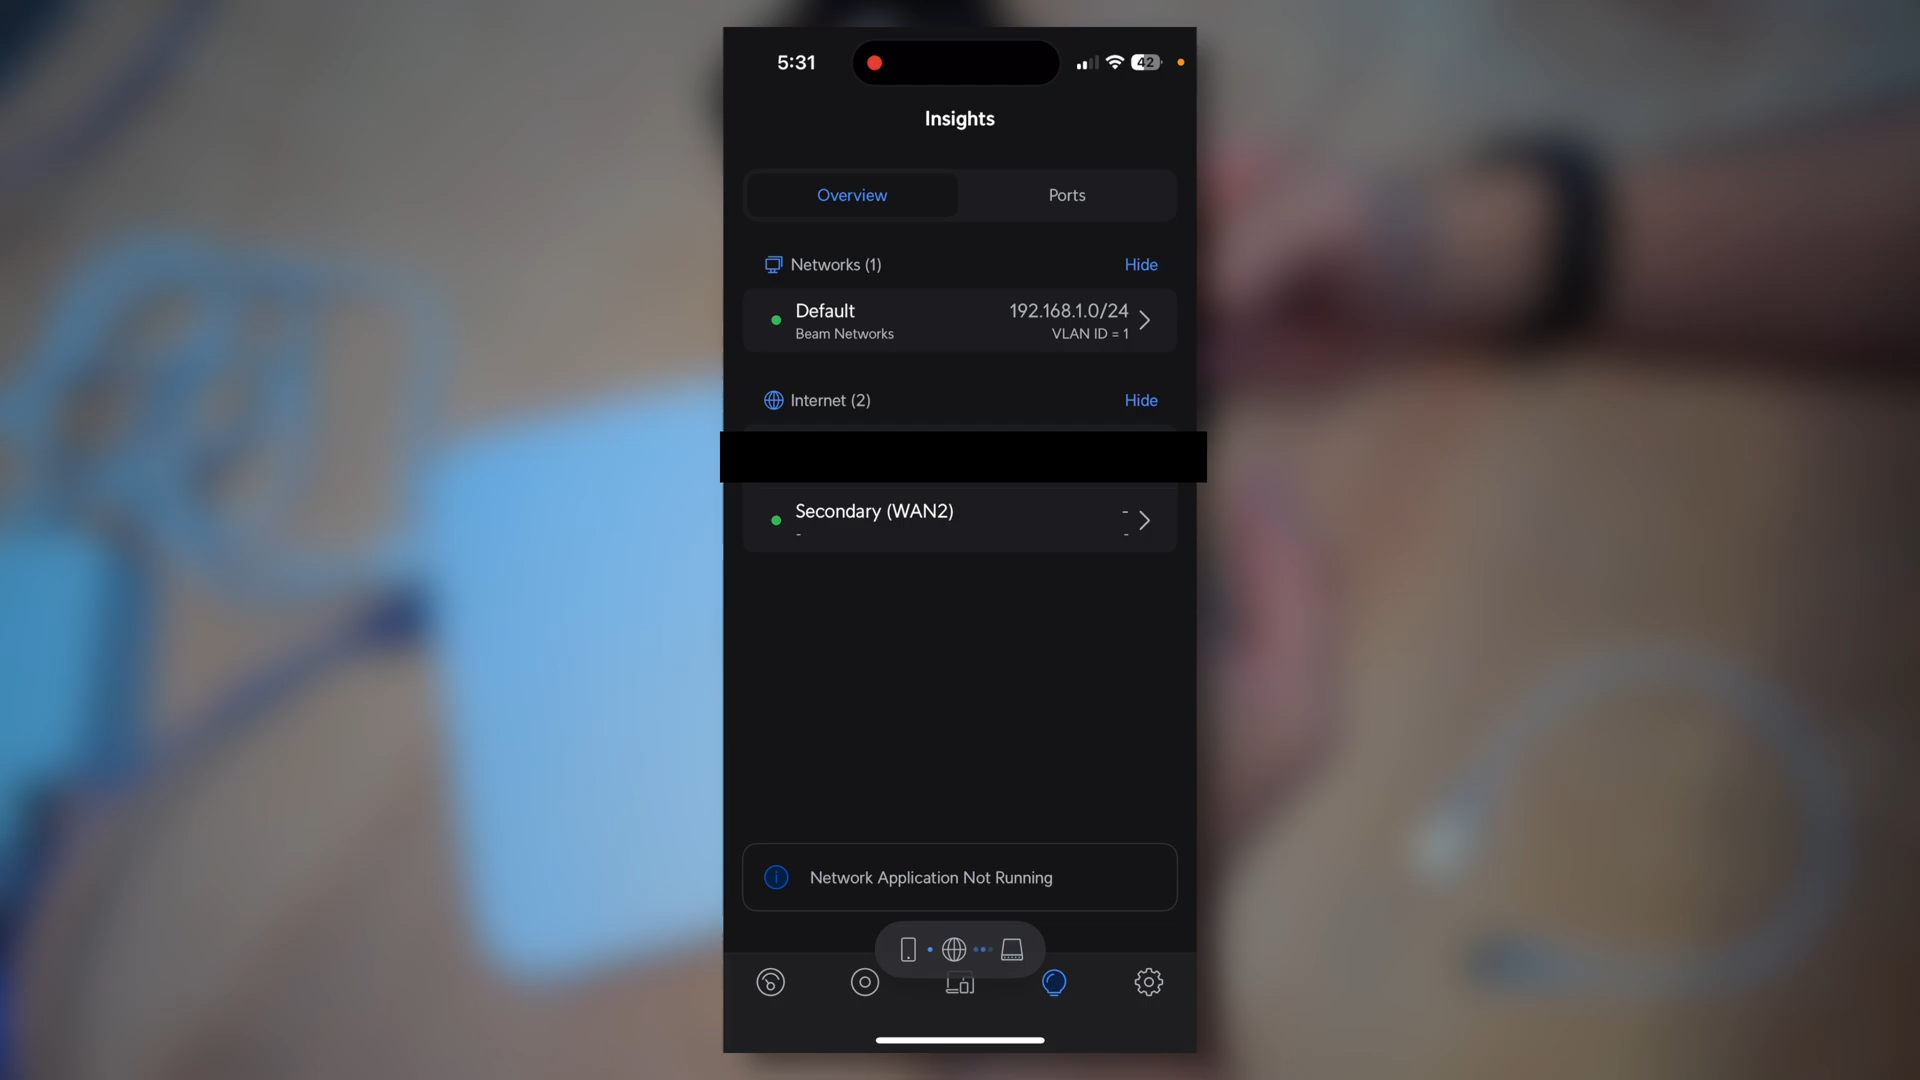 5:31
42
Insights
Overview
Ports
Networks (1)
Hide
Default
192.168.1.0/24
Beam Networks
VLAN ID = 1
Internet (2)
Hide
Secondary (WAN2)
-
-
-
Network Application Not Running